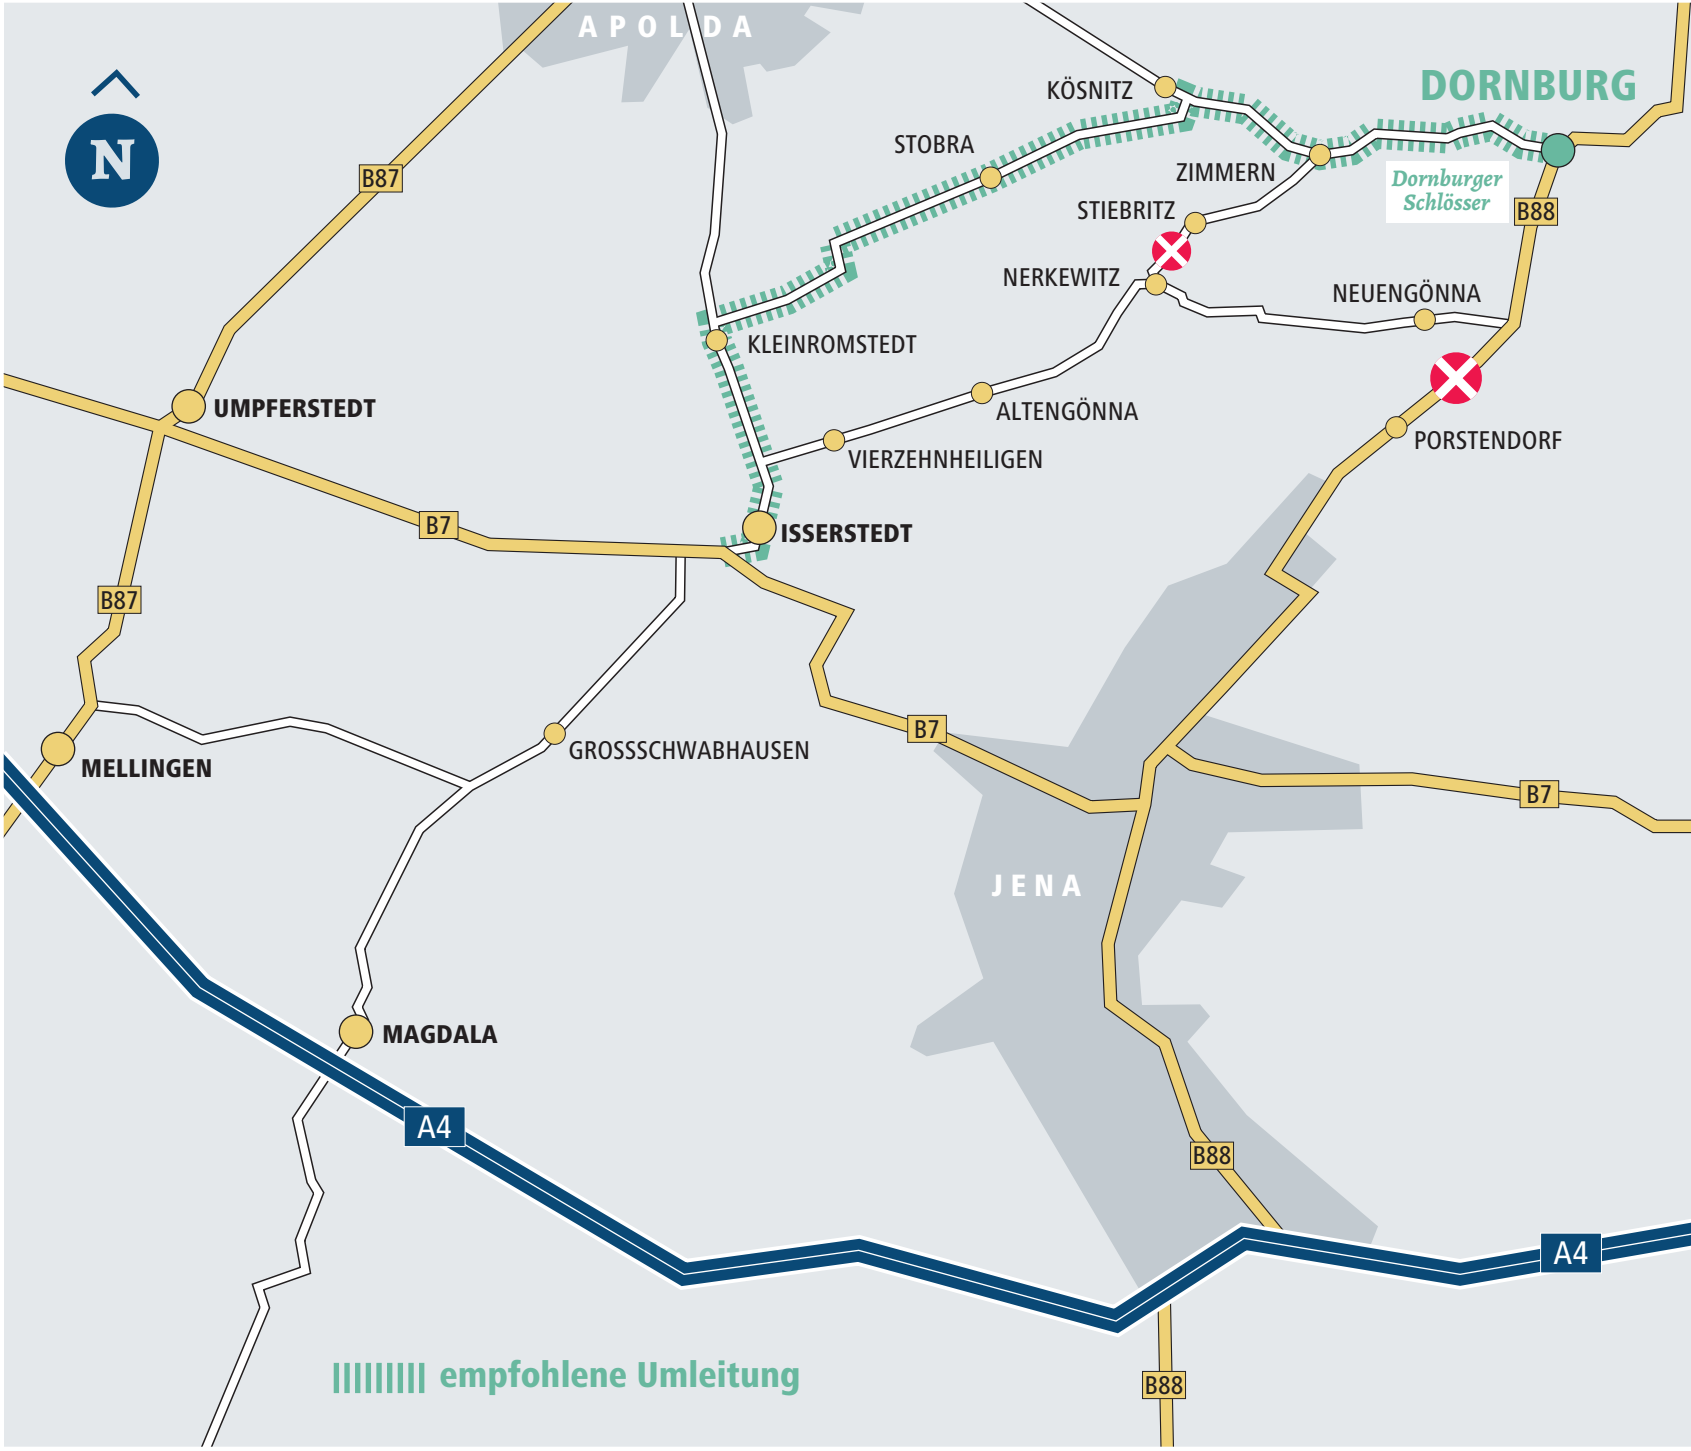 APOLDA
N
B87
KÖSNITZ
DORNBURG
STOBRA
ZIMMERN
Dornburger
Schlösser
STIEBRITZ
B88
NERKEWITZ
NEUENGÖNNA
KLEINROMSTEDT
UMPFERSTEDT
ALTENGÖNNA
PORSTENDORF
VIERZEHNHEILIGEN
B7
ISSERSTEDT
B87
B7
GROSSSCHWABHAUSEN
MELLINGEN
B7
JENA
MAGDALA
A4
B88
A4
empfohlene Umleitung
B88